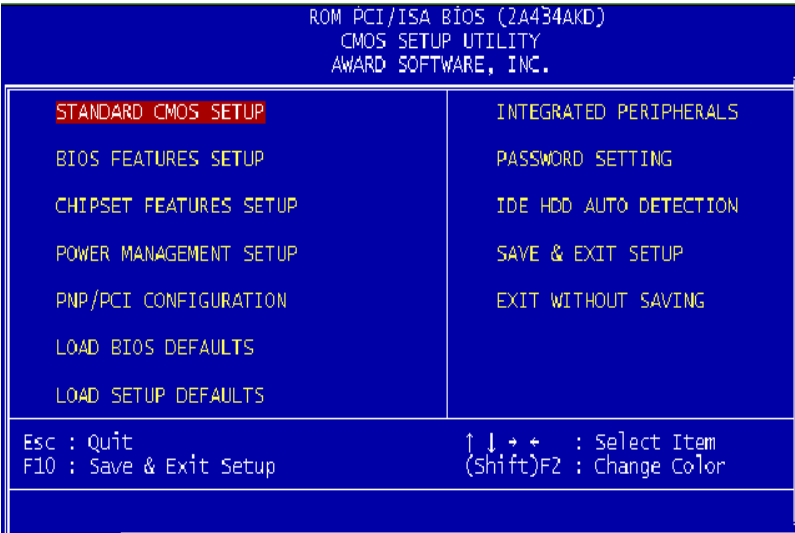 ROM PCI/ISA BIOS (2A434AKD)
CMOS SETUP UTILITY
AWARD SOFTWARE, INC.
STANDARD CMOS SETUP
BIOS FEATURES SETUP
CHIPSET FEATURES SETUP
POWER MANAGEMENT SETUP
PNP/PCI CONFIGURATION
LOAD BIOS DEFAULTS
LOAD SETUP DEFAULTS
INTEGRATED PERIPHERALS
PASSWORD SETTING
IDE HDD AUTO DETECTION
SAVE & EXIT SETUP
EXIT WITHOUT SAVING
Esc : Quit
F10 : Save & Exit Setup
↑ ↓ → ← : Select Item
(Shift)F2 : Change Color